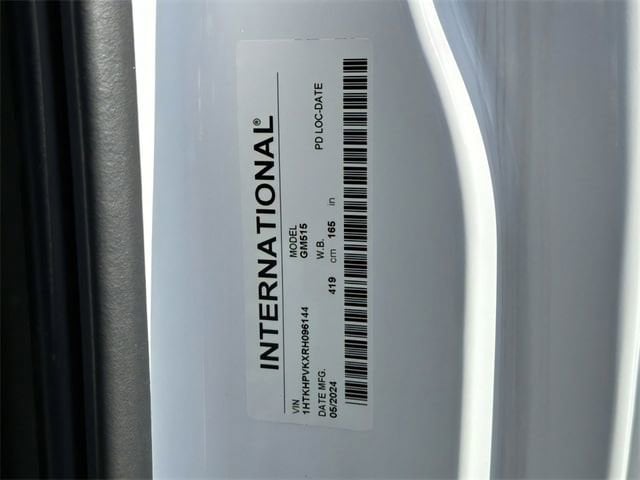 INTERNATIONAL®
VIN MODEL
1HTKHPVKXRH096144 GM515
DATE MFG. W.B. PD LOC-DATE
05/2024 419 cm 165 in